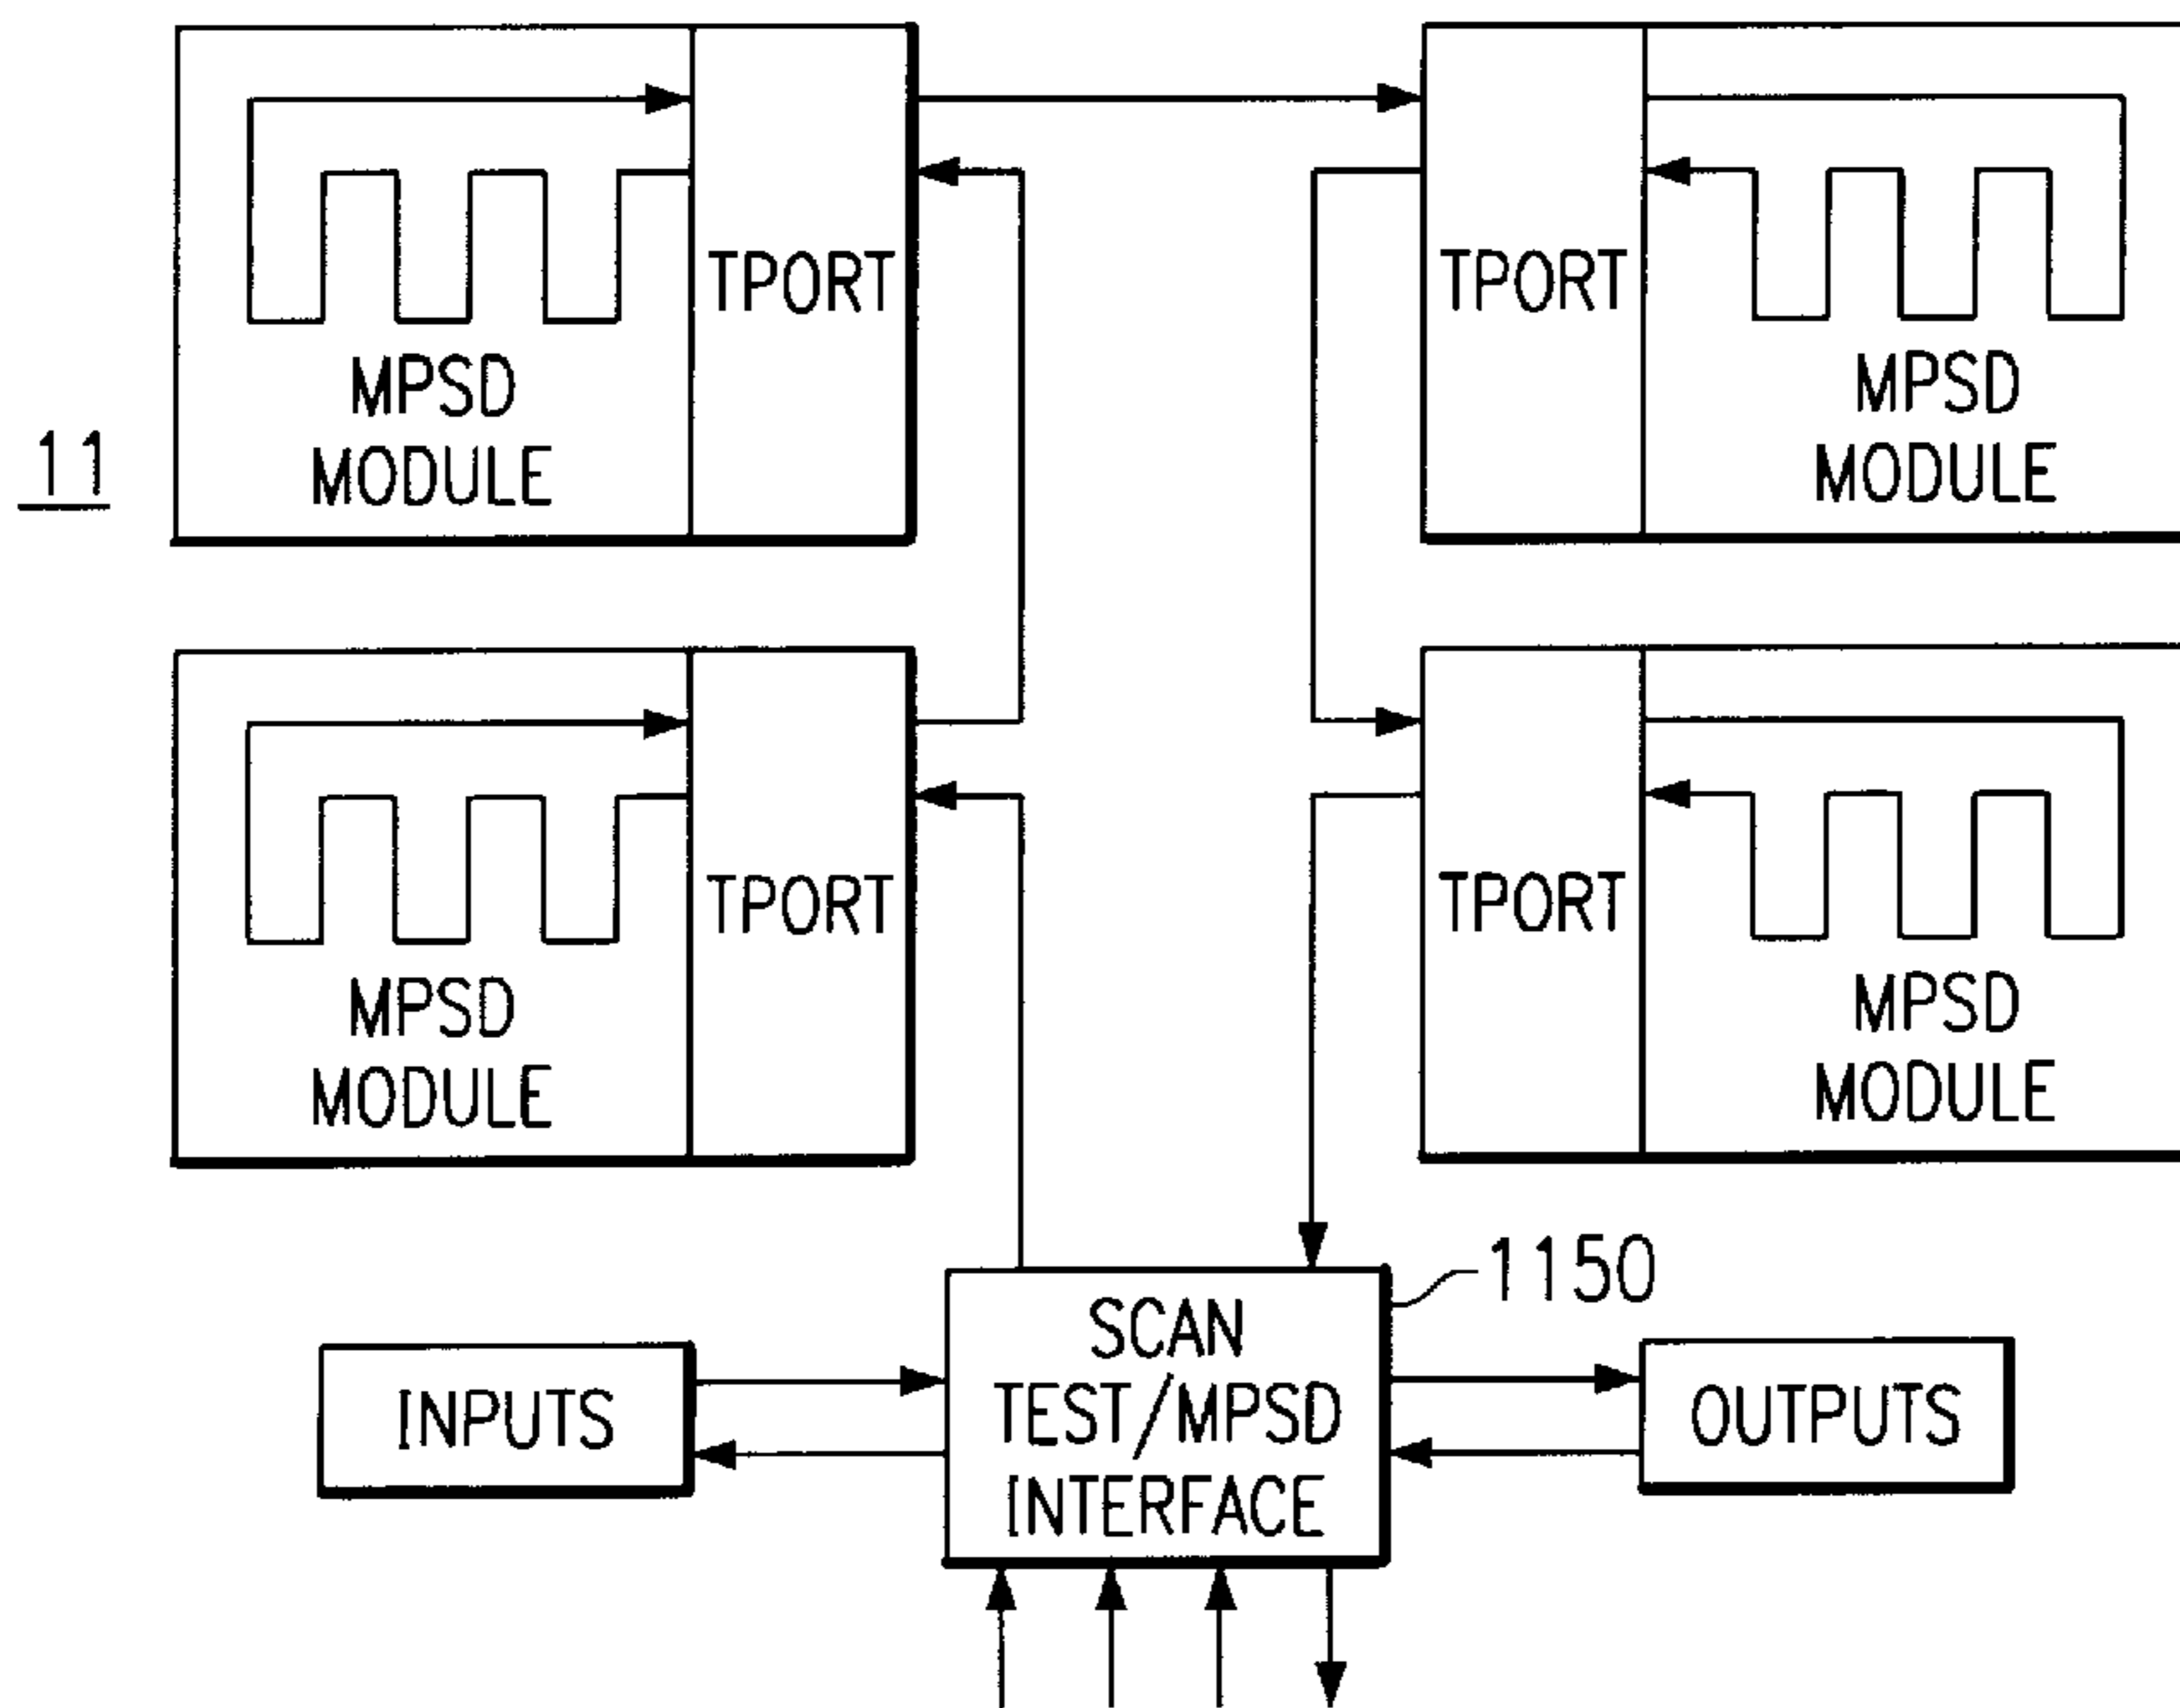 TPORT
MPSD
MODULE
TPORT
MPSD
MODULE
11
TPORT
MPSD
MODULE
TPORT
MPSD
MODULE
1150
SCAN
TEST/MPSD
INTERFACE
INPUTS
OUTPUTS